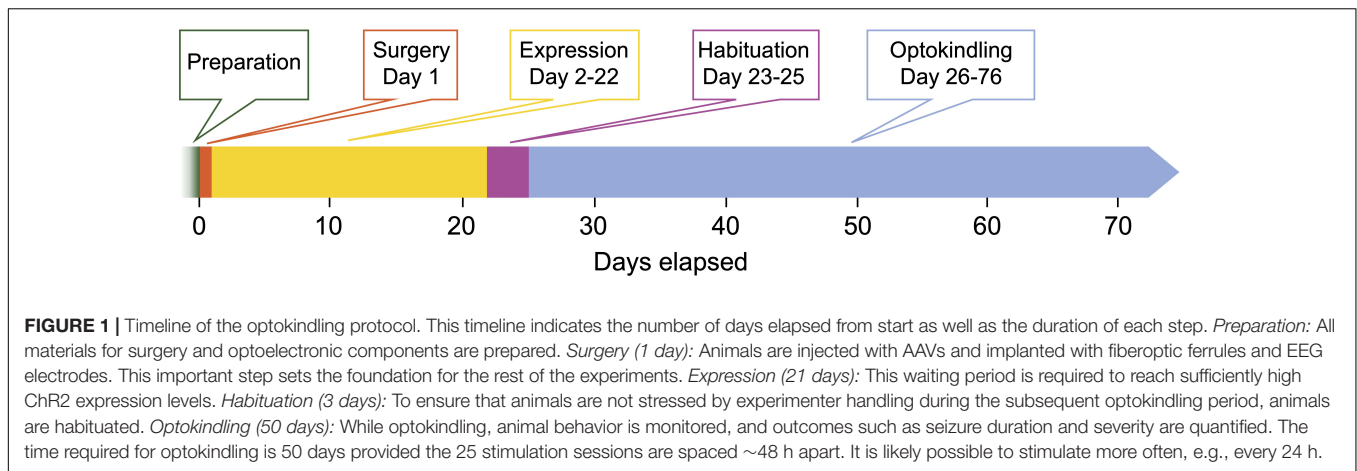 Preparation
Surgery
Day 1
Expression
Day 2-22
Habituation
Day 23-25
Optokindling
Day 26-76
0 10 20 30 40 50 60 70
Days elapsed
FIGURE 1 | Timeline of the optokindling protocol. This timeline indicates the number of days elapsed from start as well as the duration of each step. Preparation: All
materials for surgery and optoelectronic components are prepared. Surgery (1 day): Animals are injected with AAVs and implanted with fiberoptic ferrules and EEG
electrodes. This important step sets the foundation for the rest of the experiments. Expression (21 days): This waiting period is required to reach sufficiently high
ChR2 expression levels. Habituation (3 days): To ensure that animals are not stressed by experimenter handling during the subsequent optokindling period, animals
are habituated. Optokindling (50 days): While optokindling, animal behavior is monitored, and outcomes such as seizure duration and severity are quantified. The
time required for optokindling is 50 days provided the 25 stimulation sessions are spaced ~48 h apart. It is likely possible to stimulate more often, e.g., every 24 h.